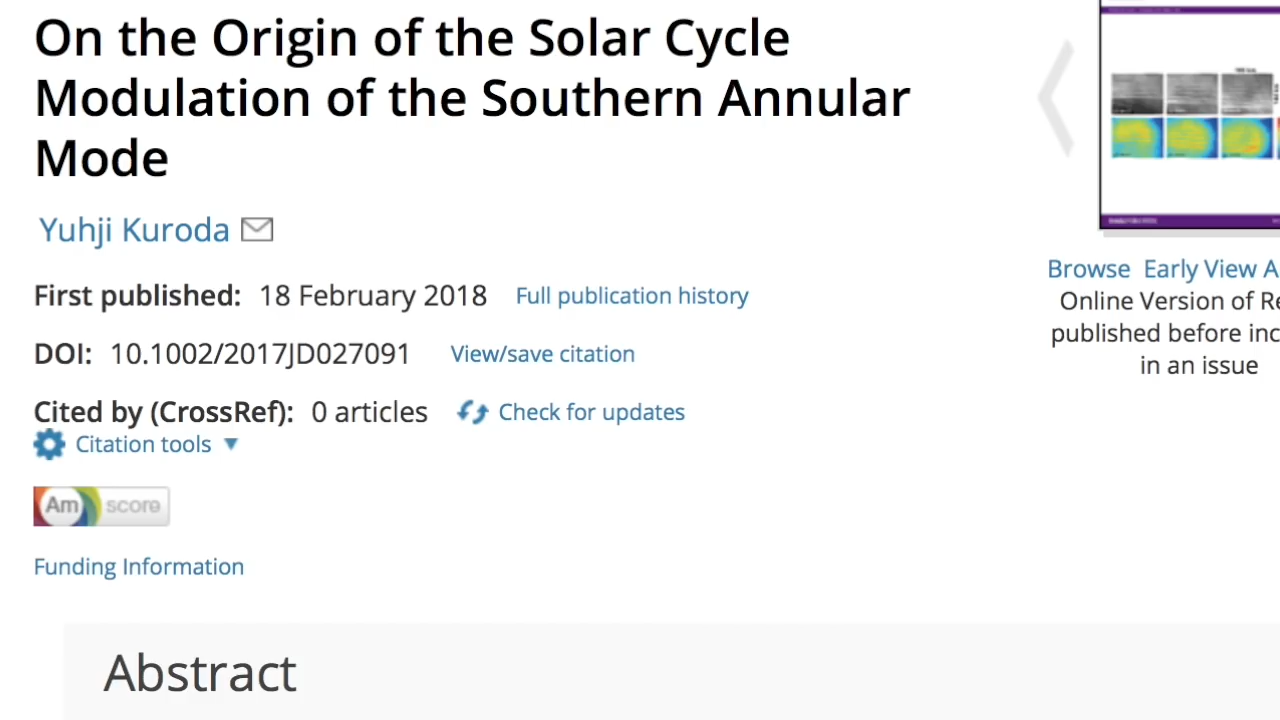 On the Origin of the Solar Cycle
Modulation of the Southern Annular
Mode
Yuhji Kuroda
First published: 18 February 2018 Full publication history
DOI: 10.1002/2017JD027091 View/save citation
Cited by (CrossRef): 0 articles Check for updates
Citation tools ▼
Am score
Funding Information
Abstract
Browse Early View A
Online Version of Re
published before inc
in an issue